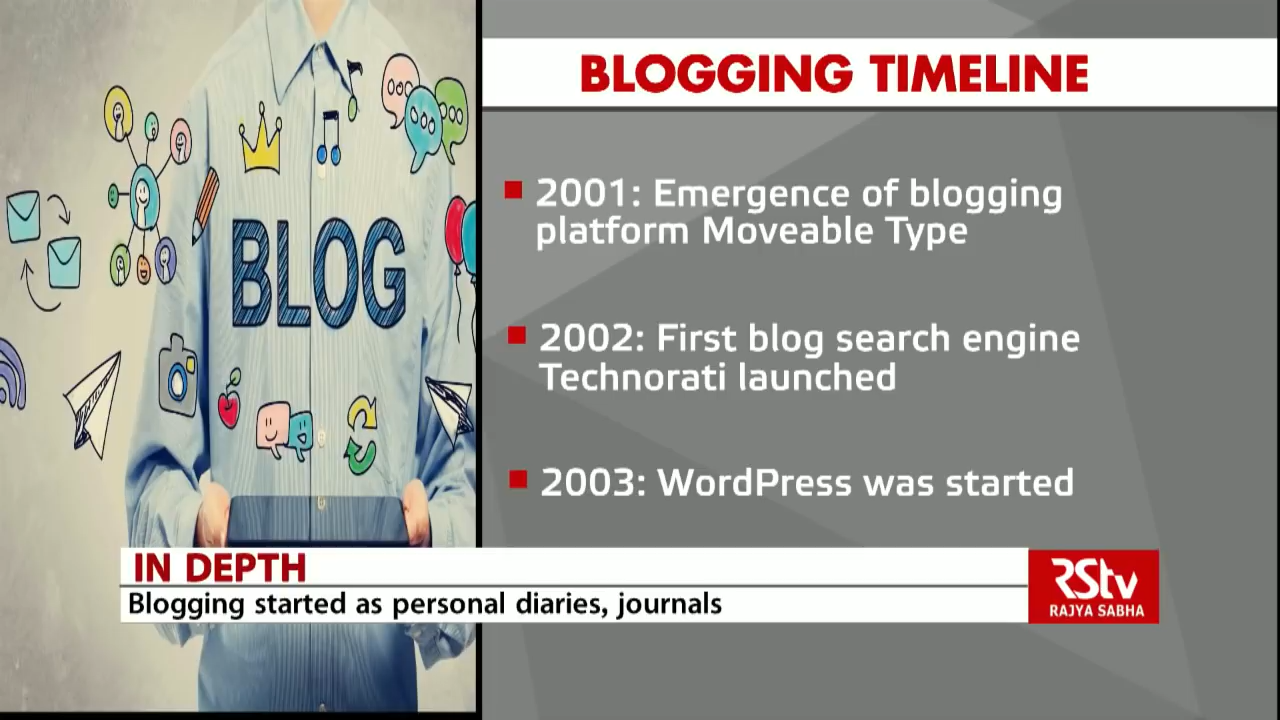 BLOGGING TIMELINE
2001: Emergence of blogging
platform Moveable Type
2002: First blog search engine
Technorati launched
2003: WordPress was started
BLOG
IN DEPTH
Blogging started as personal diaries, journals
RStv
RAJYA SABHA